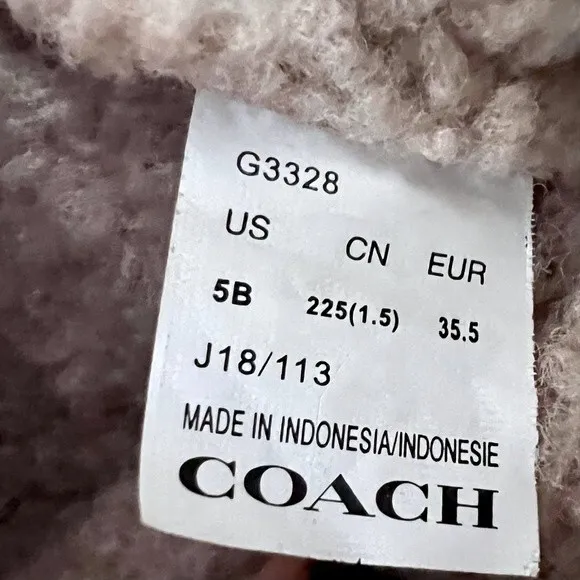 G3328
US CN EUR
5B 225(1.5) 35.5
J18/113
MADE IN INDONESIA/INDONESIE
COACH